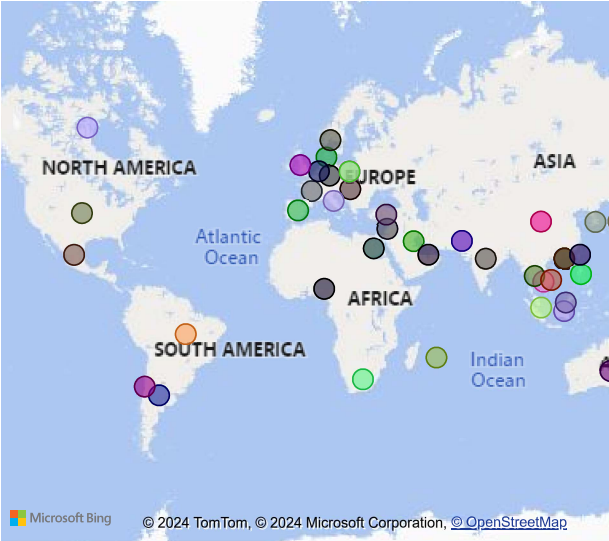 NORTH AMERICA
EUROPE
ASIA
Atlantic
Ocean
AFRICA
SOUTH AMERICA
Indian
Ocean
Microsoft Bing
© 2024 TomTom, © 2024 Microsoft Corporation, © OpenStreetMap